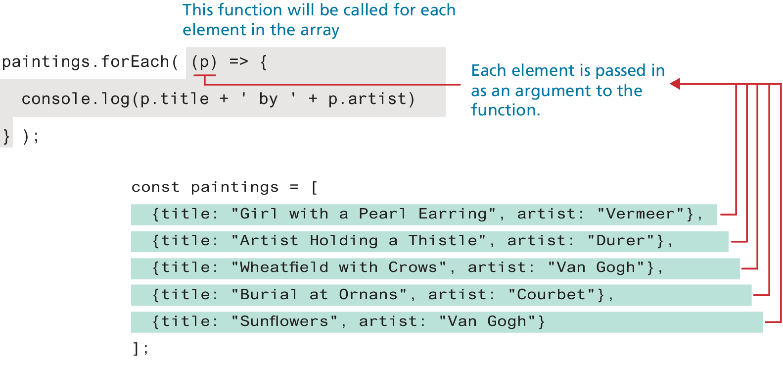 This function will be called for each
element in the array
paintings.forEach( (p) => {
console.log(p.title + ' by ' + p.artist)
} );
Each element is passed in
as an argument to the
function.
const paintings = [
{title: "Girl with a Pearl Earring", artist: "Vermeer"},
{title: "Artist Holding a Thistle", artist: "Durer"},
{title: "Wheatfield with Crows", artist: "Van Gogh"},
{title: "Burial at Ornans", artist: "Courbet"},
{title: "Sunflowers", artist: "Van Gogh"}
];